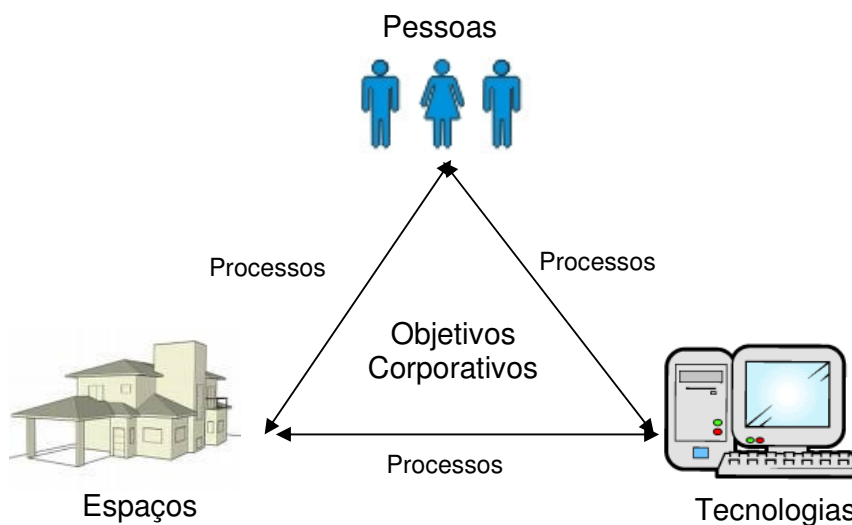 Pessoas
Processos
Processos
Objetivos
Corporativos
Processos
Espaços
Tecnologias